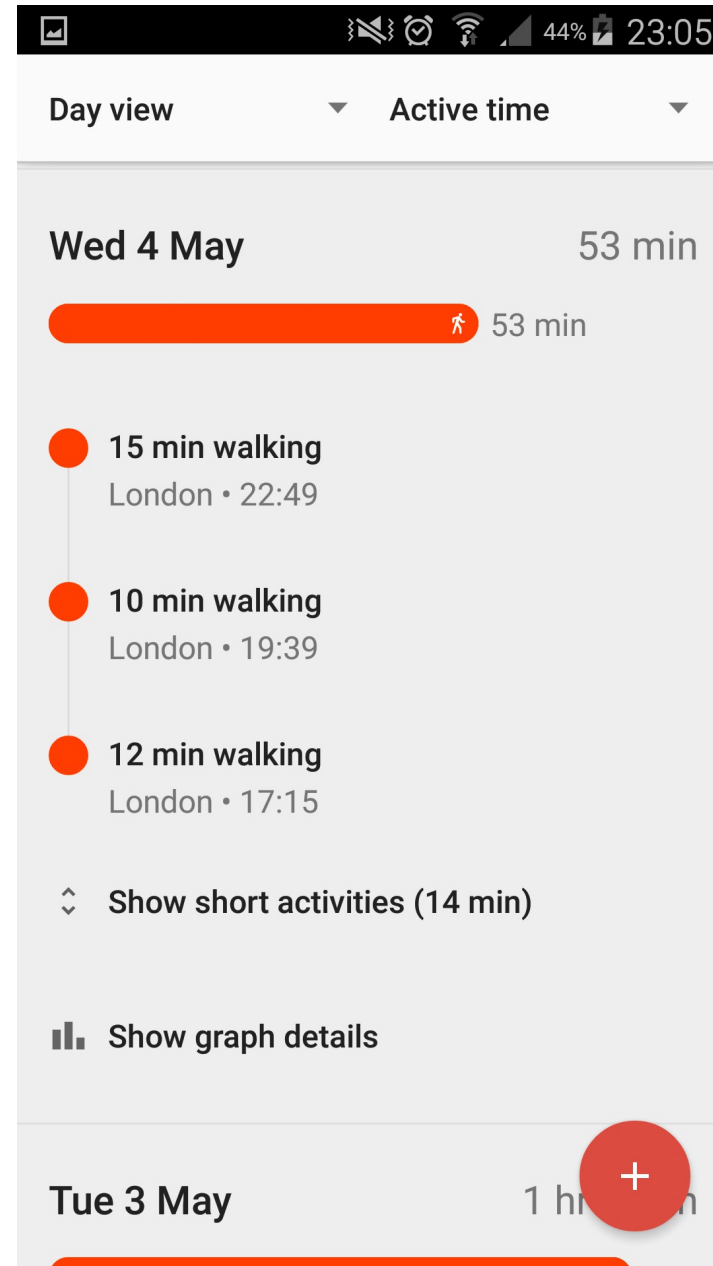 44% 23:05
Day view Active time
Wed 4 May 53 min
53 min
15 min walking
London • 22:49
10 min walking
London • 19:39
12 min walking
London • 17:15
Show short activities (14 min)
Show graph details
Tue 3 May 1 hr